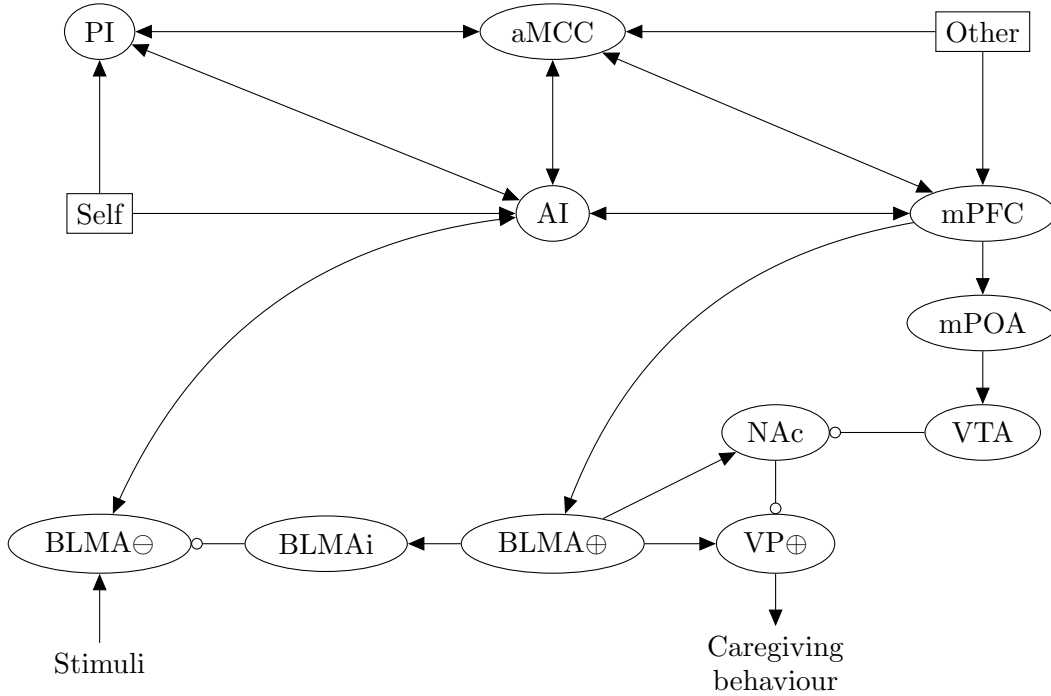 PI
aMCC
Other
Self
AI
mPFC
mPOA
NAc
VTA
BLMA⊖
BLMAi
BLMA⊕
VP⊕
Stimuli
Caregiving
behaviour